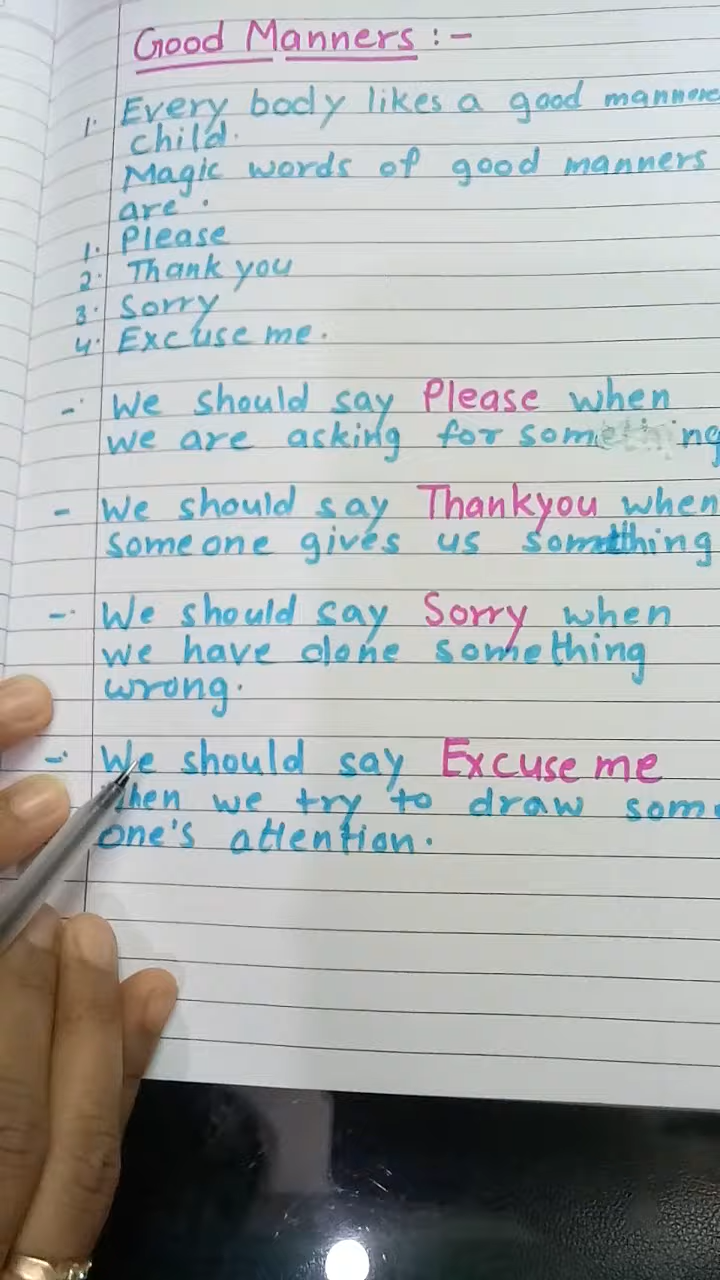 Good Manners :-
1. Every body likes a good manner
child.
Magic words of good manners
are.
1. Please
2. Thank you
3. Sorry
4. Excuse me.
- We should say Please when
we are asking for something
- We should say Thankyou when
someone gives us something
- We should say Sorry when
we have done something
wrong.
- We should say Excuse me
when we try to draw som
one's attention.